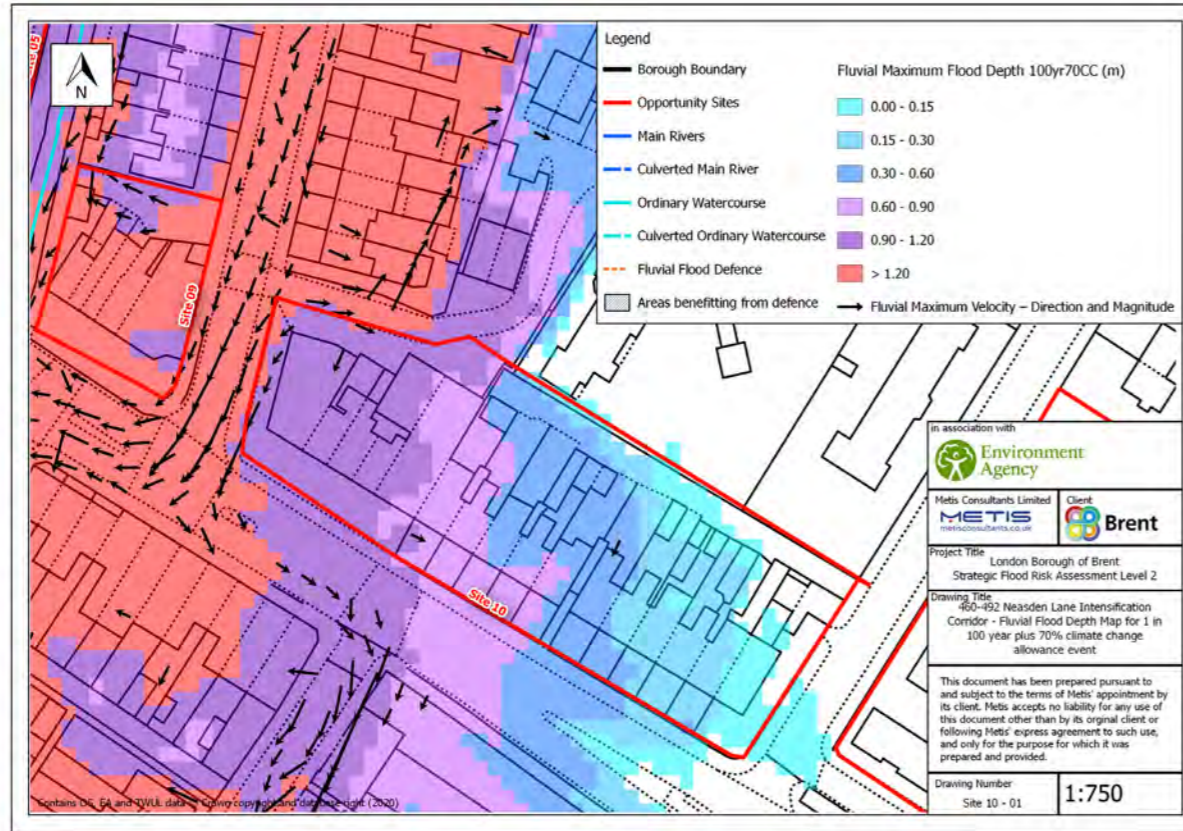 Site 05
N
Site 09
Site 10
Legend
Borough Boundary
Opportunity Sites
Main Rivers
Culverted Main River
Ordinary Watercourse
Culverted Ordinary Watercourse
Fluvial Flood Defence
Areas benefitting from defence
Fluvial Maximum Flood Depth 100yr70CC (m)
0.00 - 0.15
0.15 - 0.30
0.30 - 0.60
0.60 - 0.90
0.90 - 1.20
> 1.20
Fluvial Maximum Velocity – Direction and Magnitude
in association with
Environment
Agency
Metis Consultants Limited
METIS
metisconsultants.co.uk
Client
Brent
Project Title
London Borough of Brent
Strategic Flood Risk Assessment Level 2
Drawing Title
460-492 Neasden Lane Intensification
Corridor - Fluvial Flood Depth Map for 1 in
100 year plus 70% climate change
allowance event
This document has been prepared pursuant to
and subject to the terms of Metis' appointment by
its client. Metis accepts no liability for any use of
this document other than by its orginal client or
following Metis' express agreement to such use,
and only for the purpose for which it was
prepared and provided.
Drawing Number
Site 10 - 01
1:750
Contains OS, EA and TWUL data © Crown copyright and database right (2020)